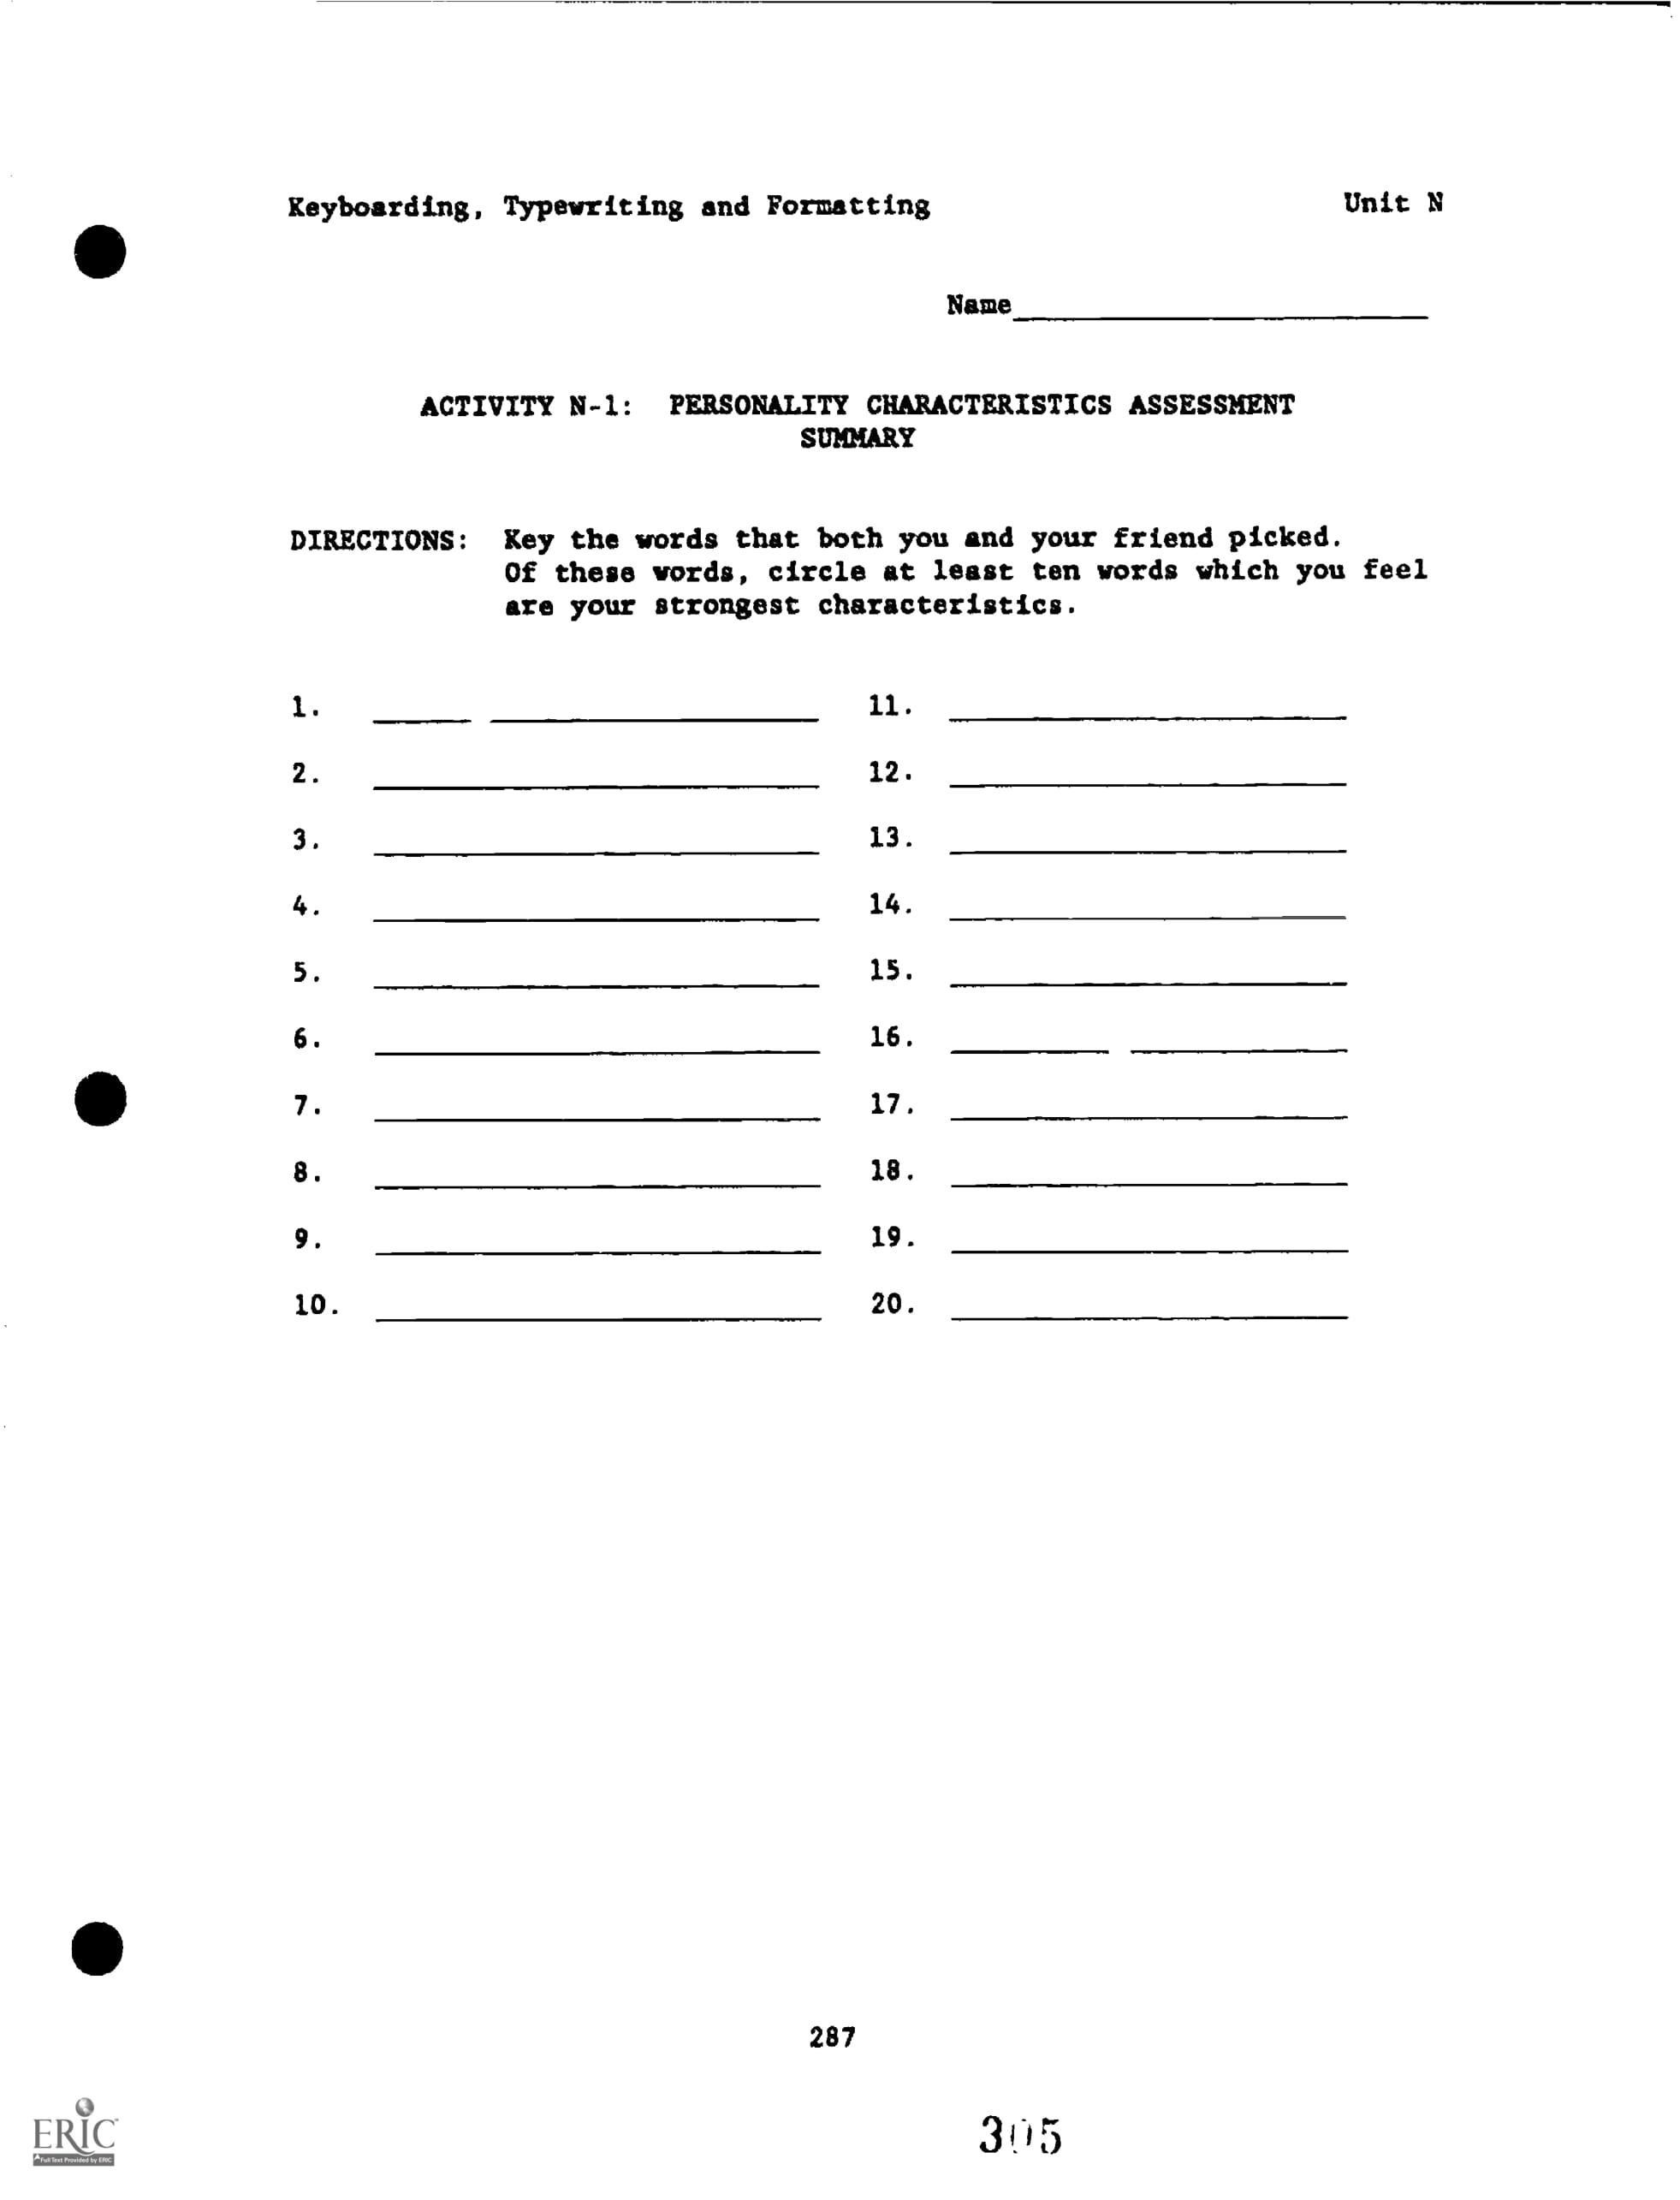 Keyboarding, Typewriting and Formatting Unit N
Name
ACTIVITY N-1: PERSONALITY CHARACTERISTICS ASSESSMENT
SUMMARY
DIRECTIONS: Key the words that both you and your friend picked.
Of these words, circle at least ten words which you feel
are your strongest characteristics.
1. 11.
2. 12.
3. 13.
4. 14.
5. 15.
6. 16.
7. 17.
8. 18.
9. 19.
10. 20.
287
305
ERIC
Full Text Provided by ERIC